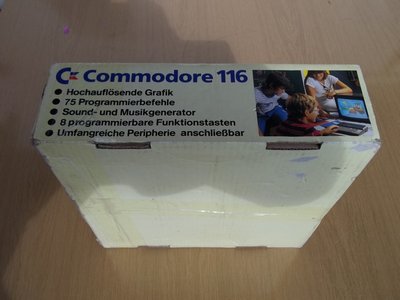 Commodore 116
• Hochauflösende Grafik
• 75 Programmierbefehle
• Sound- und Musikgenerator
• 8 programmierbare Funktionstasten
• Umfangreiche Peripherie anschließbar